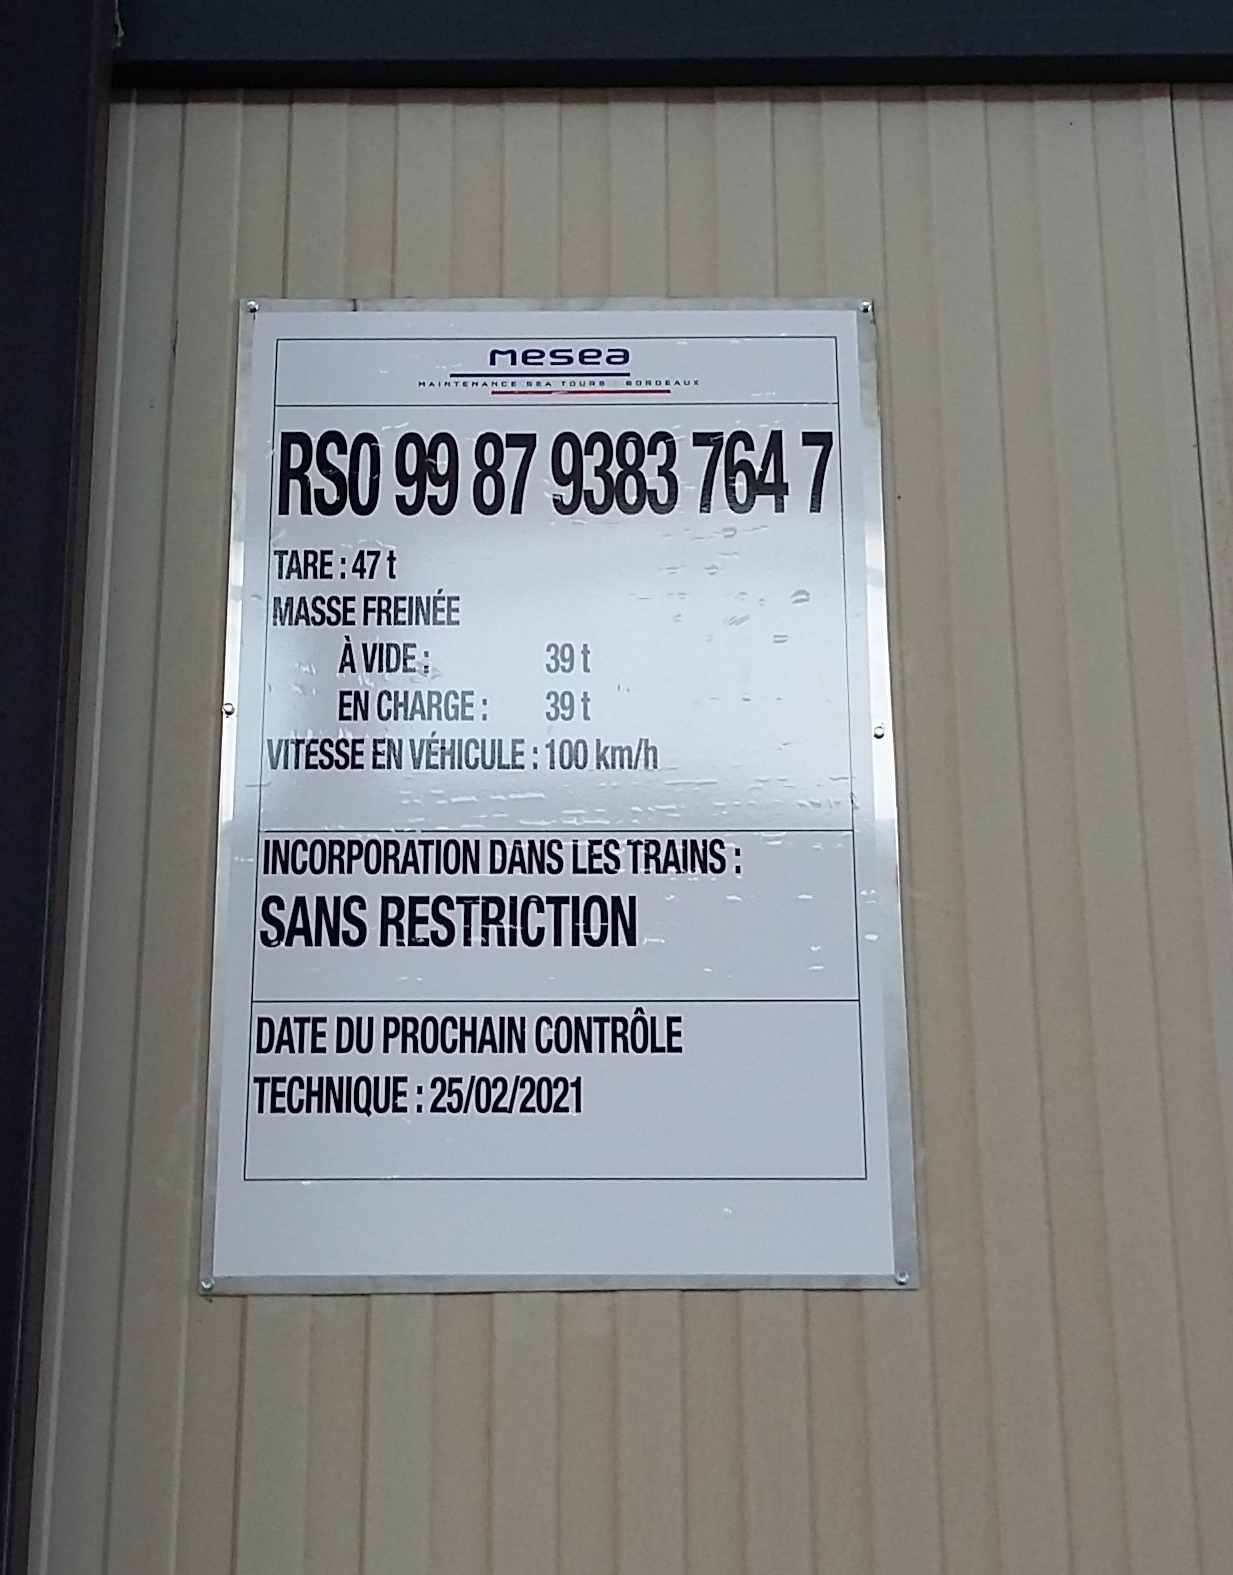 mesea
MAINTENANCE SEA TOURS BORDEAUX
RS0 99 87 9383 764 7
TARE : 47 t
MASSE FREINÉE
À VIDE : 39 t
EN CHARGE : 39 t
VITESSE EN VÉHICULE : 100 km/h
INCORPORATION DANS LES TRAINS :
SANS RESTRICTION
DATE DU PROCHAIN CONTRÔLE
TECHNIQUE : 25/02/2021